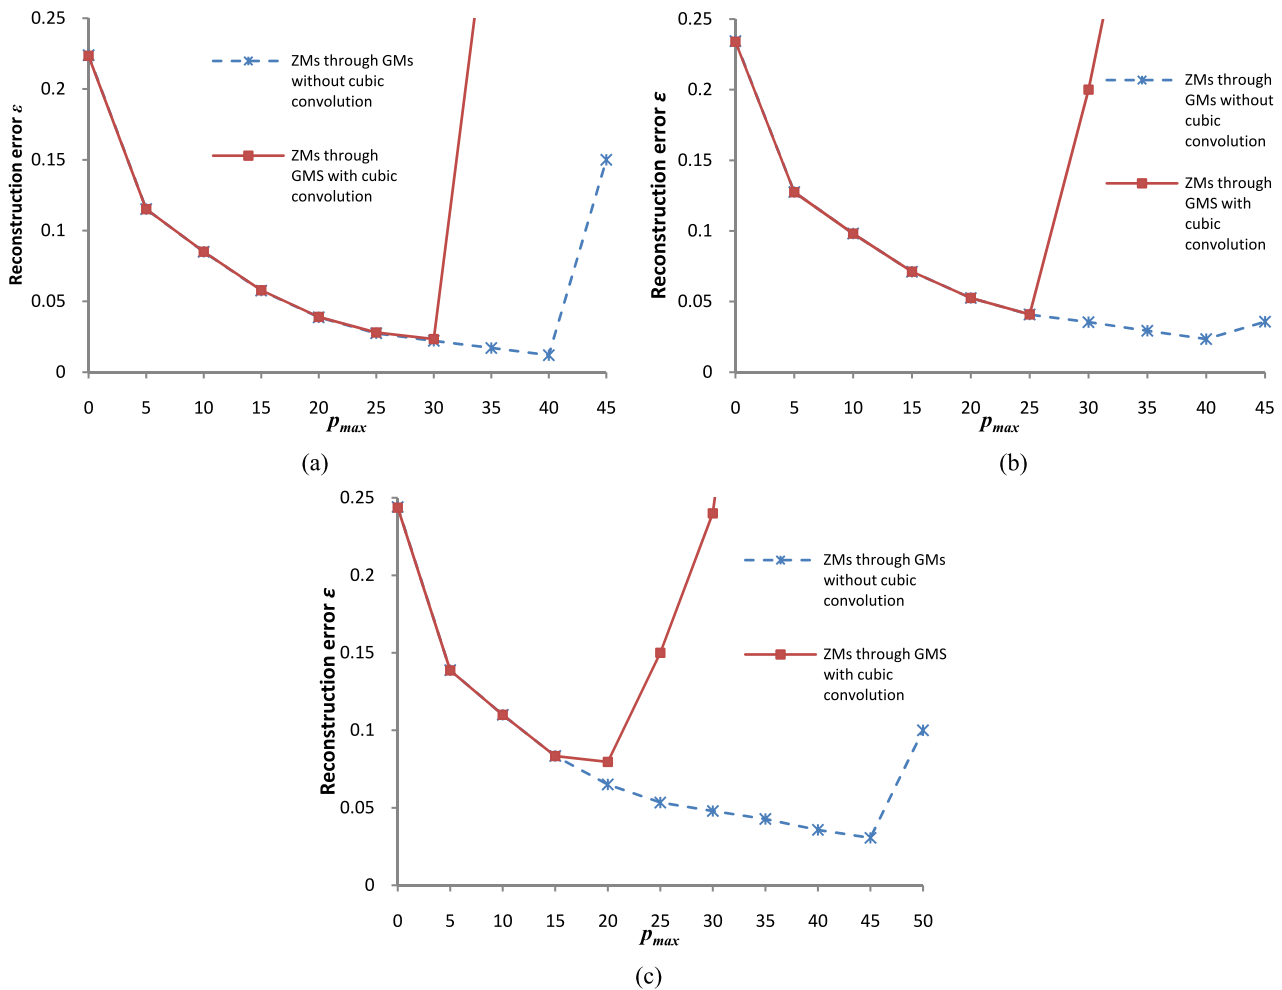 0.25
0.2
0.15
0.1
0.05
0
Reconstruction error ε
ZMs through GMs
without cubic
convolution
ZMs through
GMS with cubic
convolution
0 5 10 15 20 25 30 35 40 45
pmax
(a)
0.25
0.2
0.15
0.1
0.05
0
Reconstruction error ε
ZMs through
GMs without
cubic
convolution
ZMs through
GMS with
cubic
convolution
0 5 10 15 20 25 30 35 40 45
pmax
(b)
0.25
0.2
0.15
0.1
0.05
0
Reconstruction error ε
ZMs through GMs
without cubic
convolution
ZMs through GMS
with cubic
convolution
0 5 10 15 20 25 30 35 40 45 50
pmax
(c)